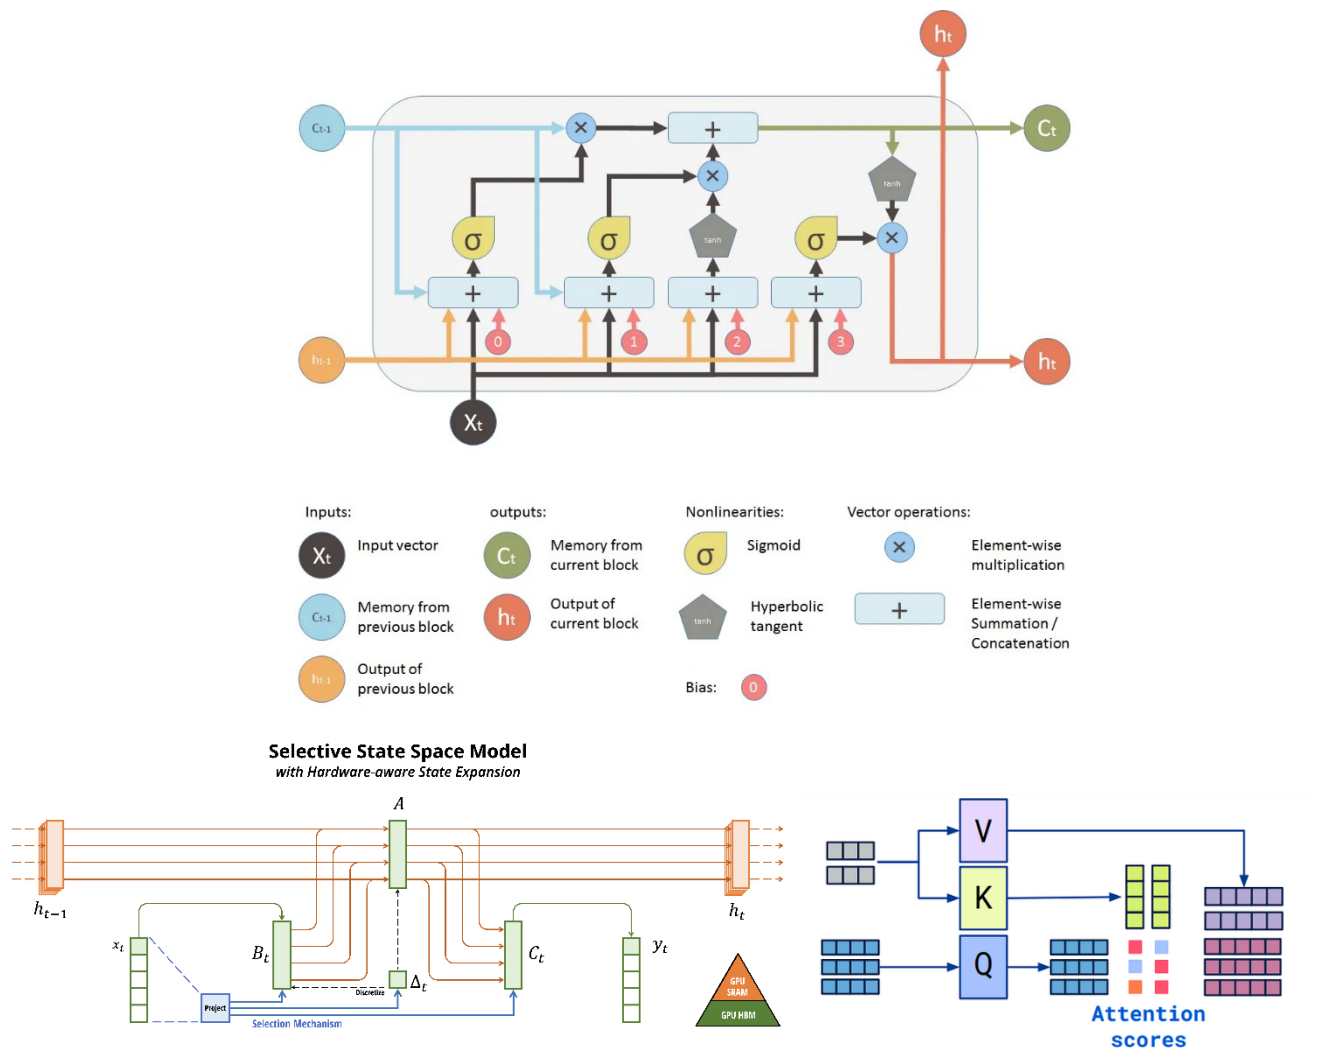 ht
Ct-1
×
+
Ct
×
tanh
σ
σ
tanh
σ
×
+
+
+
+
0
1
2
3
ht-1
ht
Xt
Inputs:
outputs:
Nonlinearities:
Vector operations:
Xt
Input vector
Ct
Memory from
current block
σ
Sigmoid
×
Element-wise
multiplication
Ct-1
Memory from
previous block
ht
Output of
current block
tanh
Hyperbolic
tangent
+
Element-wise
Summation /
Concatenation
ht-1
Output of
previous block
Bias:
0
Selective State Space Model
with Hardware-aware State Expansion
A
ht−1
ht
xt
Bt
Ct
yt
Δt
Discretize
Project
Selection Mechanism
GPU
SRAM
GPU HBM
V
K
Q
Attention
scores